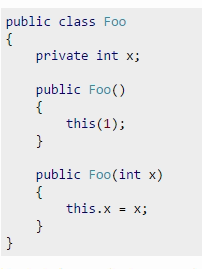 public class Foo
{
    private int x;

    public Foo()
    {
        this(1);
    }

    public Foo(int x)
    {
        this.x = x;
    }
}